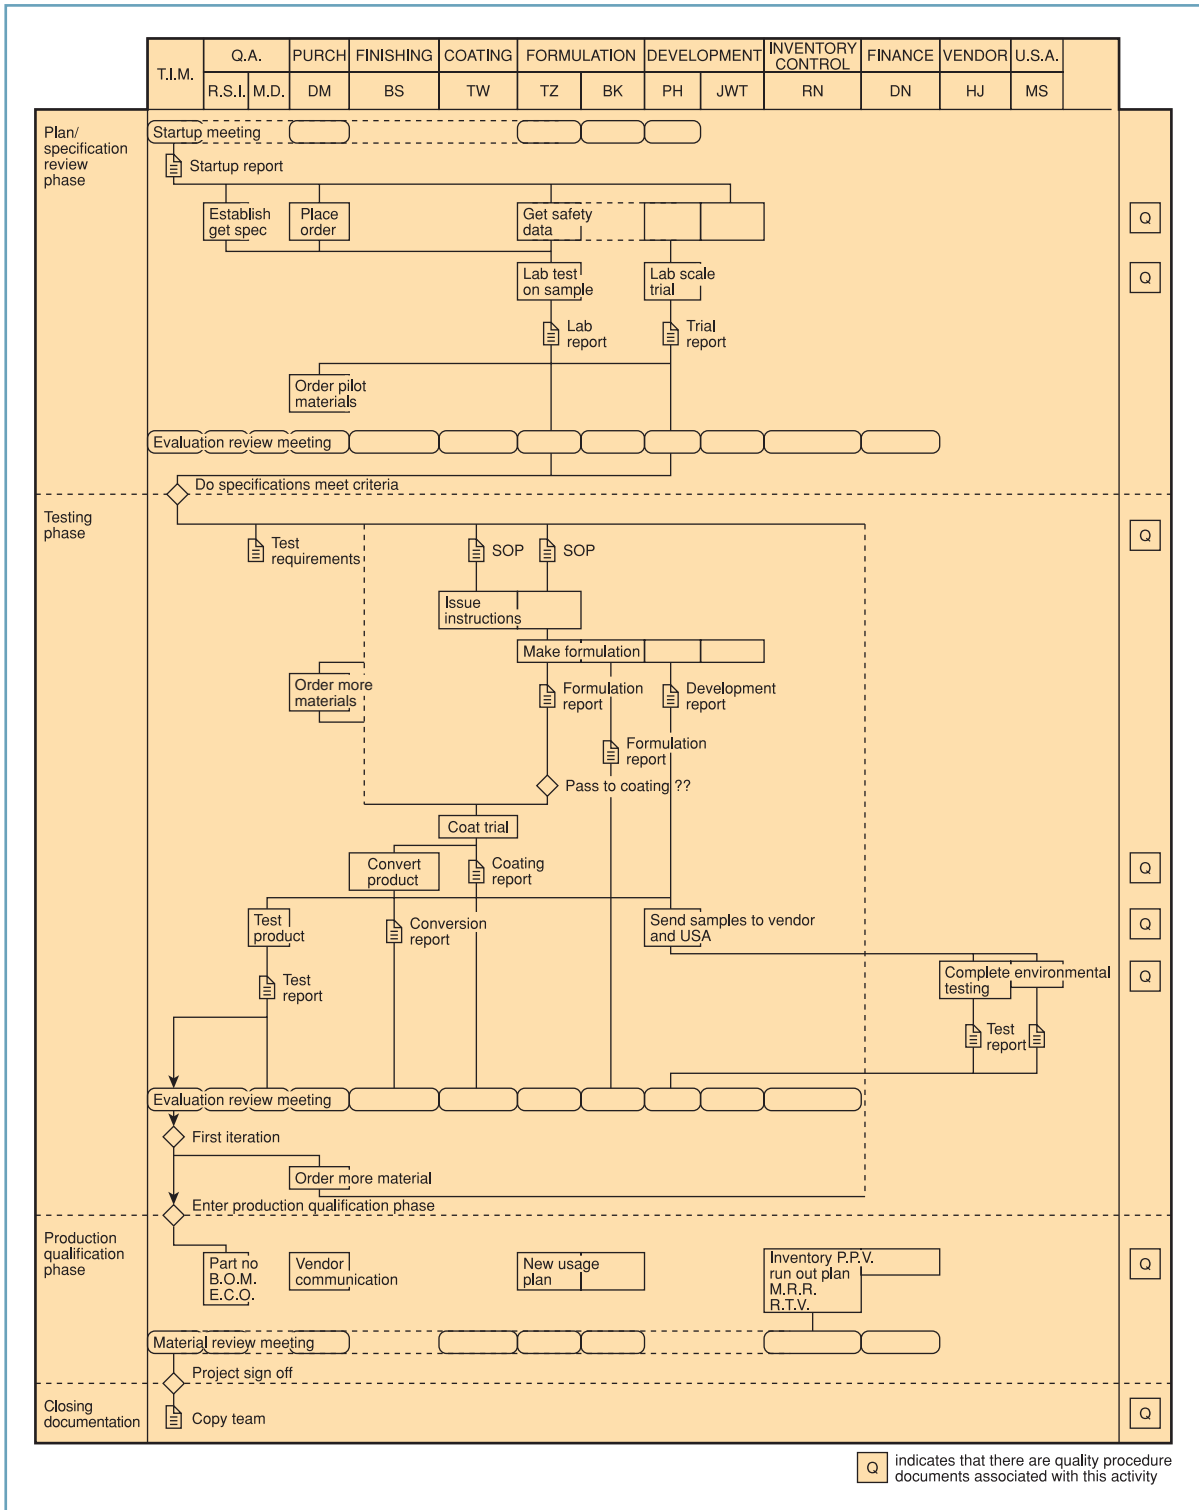 T.I.M.
Q.A.
PURCH
FINISHING
COATING
FORMULATION
DEVELOPMENT
INVENTORY
CONTROL
FINANCE
VENDOR
U.S.A.
R.S.I.
M.D.
DM
BS
TW
TZ
BK
PH
JWT
RN
DN
HJ
MS
Plan/
specification
review
phase
Startup meeting
Startup report
Establish
get spec
Place
order
Get safety
data
Q
Lab test
on sample
Lab scale
trial
Q
Lab
report
Trial
report
Order pilot
materials
Evaluation review meeting
Do specifications meet criteria
Testing
phase
Test
requirements
SOP
SOP
Q
Issue
instructions
Make formulation
Order more
materials
Formulation
report
Development
report
Formulation
report
Pass to coating ??
Coat trial
Convert
product
Coating
report
Q
Test
product
Conversion
report
Send samples to vendor
and USA
Q
Test
report
Complete environmental
testing
Q
Test
report
Evaluation review meeting
First iteration
Order more material
Enter production qualification phase
Production
qualification
phase
Part no
B.O.M.
E.C.O.
Vendor
communication
New usage
plan
Inventory P.P.V.
run out plan
M.R.R.
R.T.V.
Q
Material review meeting
Project sign off
Closing
documentation
Copy team
Q
Q
indicates that there are quality procedure
documents associated with this activity